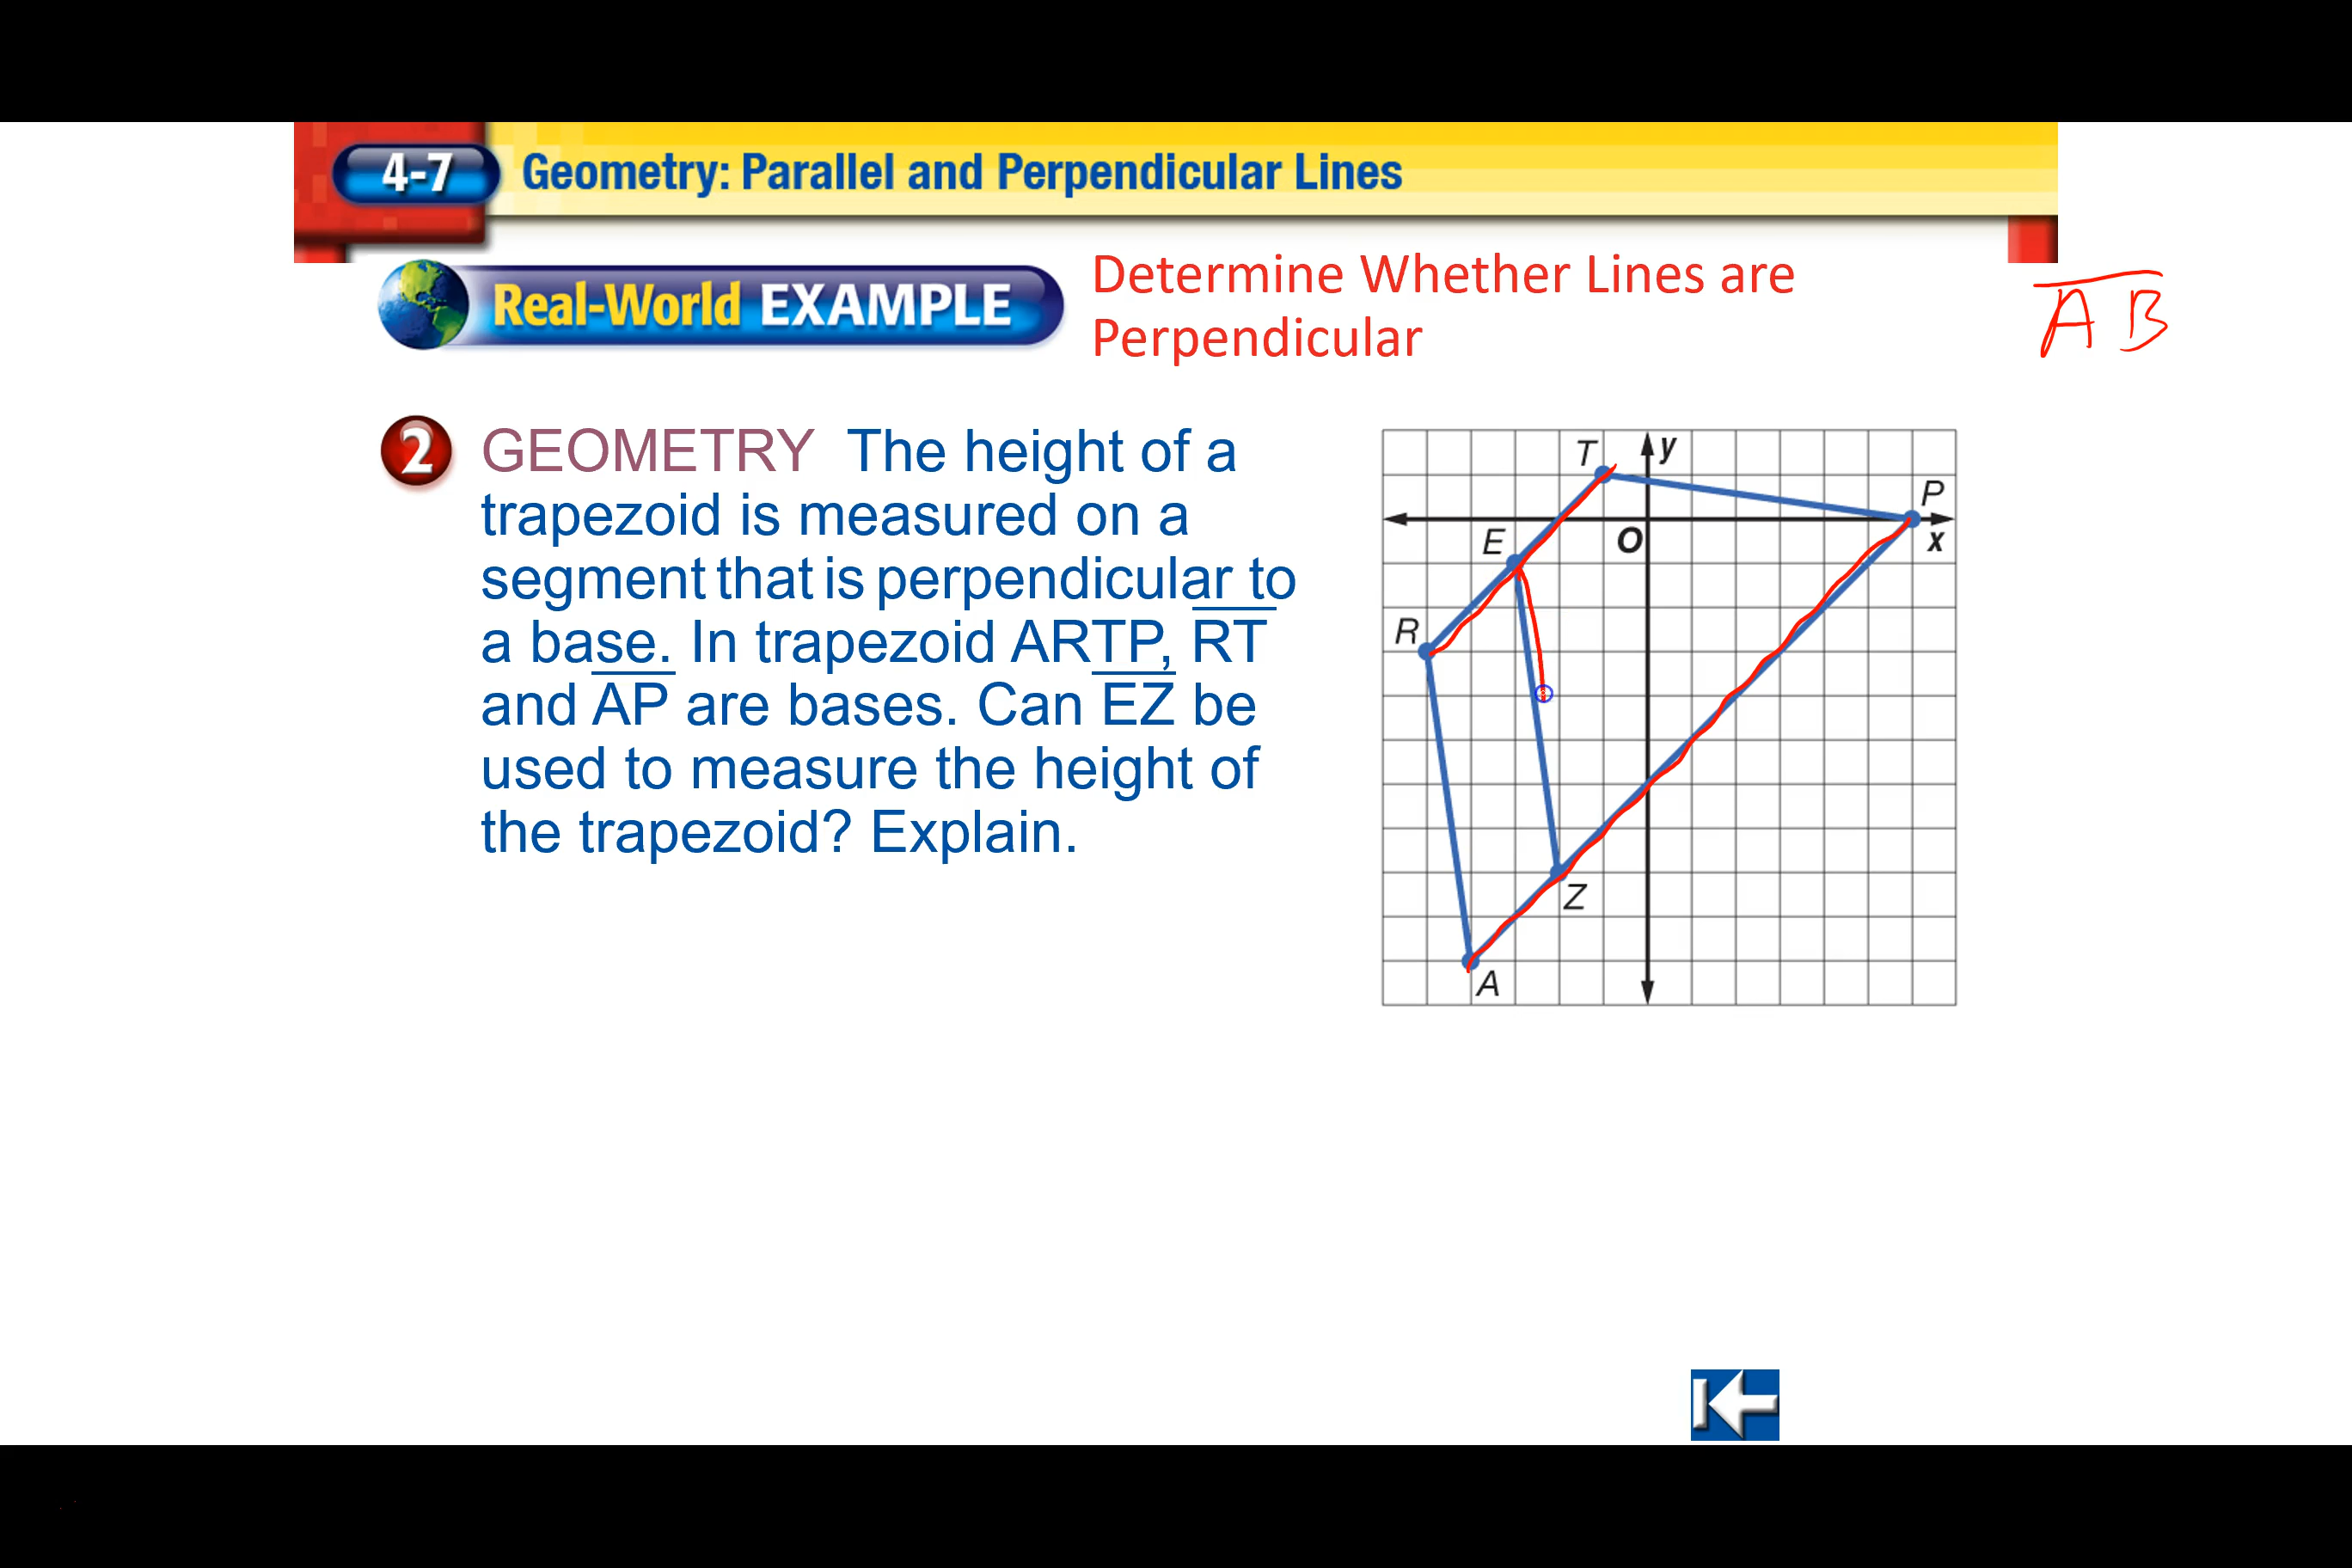 4-7 Geometry: Parallel and Perpendicular Lines
Real-World EXAMPLE
Determine Whether Lines are
Perpendicular
AB
2 GEOMETRY The height of a
trapezoid is measured on a
segment that is perpendicular to
a base. In trapezoid ARTP, RT
and AP are bases. Can EZ be
used to measure the height of
the trapezoid? Explain.
T
y
P
E
O
x
R
Z
A